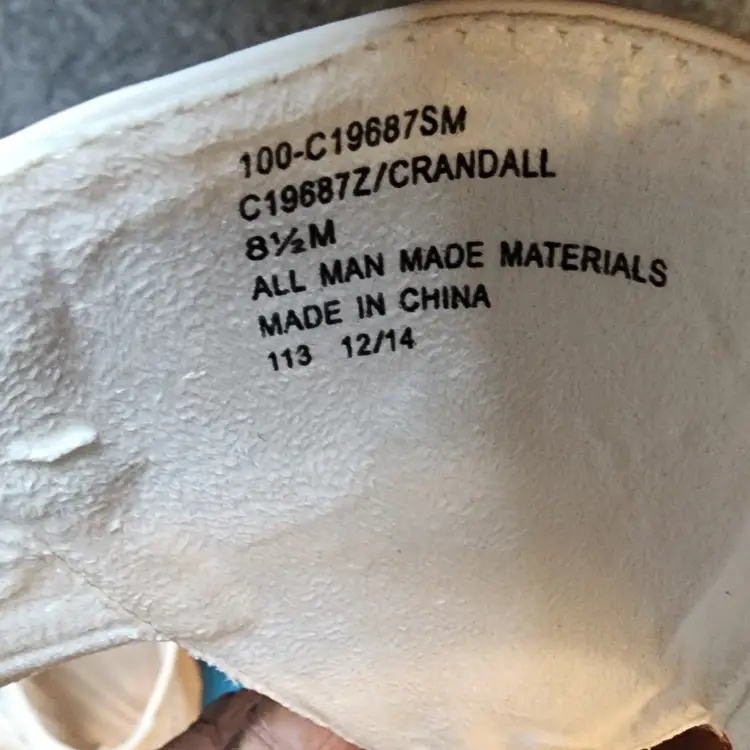 100-C19687SM
C19687Z/CRANDALL
8½M
ALL MAN MADE MATERIALS
MADE IN CHINA
113 12/14